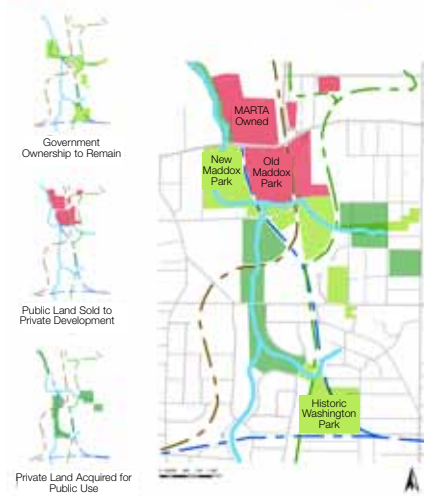 Government
Ownership to Remain
Public Land Sold to
Private Development
Private Land Acquired for
Public Use
MARTA
Owned
New
Maddox
Park
Old
Maddox
Park
Historic
Washington
Park